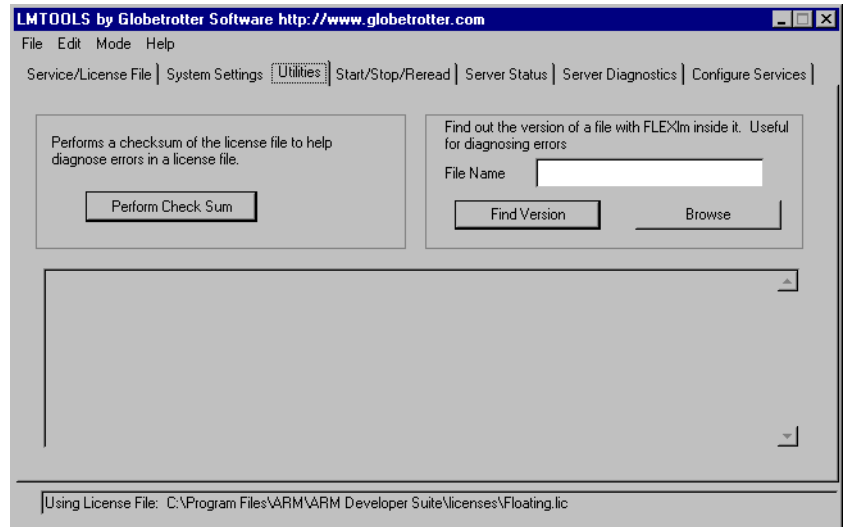 LMTOOLS by Globetrotter Software http://www.globetrotter.com
File Edit Mode Help
Service/License File System Settings Utilities Start/Stop/Reread Server Status Server Diagnostics Configure Services
Performs a checksum of the license file to help
diagnose errors in a license file.
Perform Check Sum
Find out the version of a file with FLEXlm inside it. Useful
for diagnosing errors
File Name
Find Version Browse
Using License File: C:\Program Files\ARM\ARM Developer Suite\licenses\Floating.lic